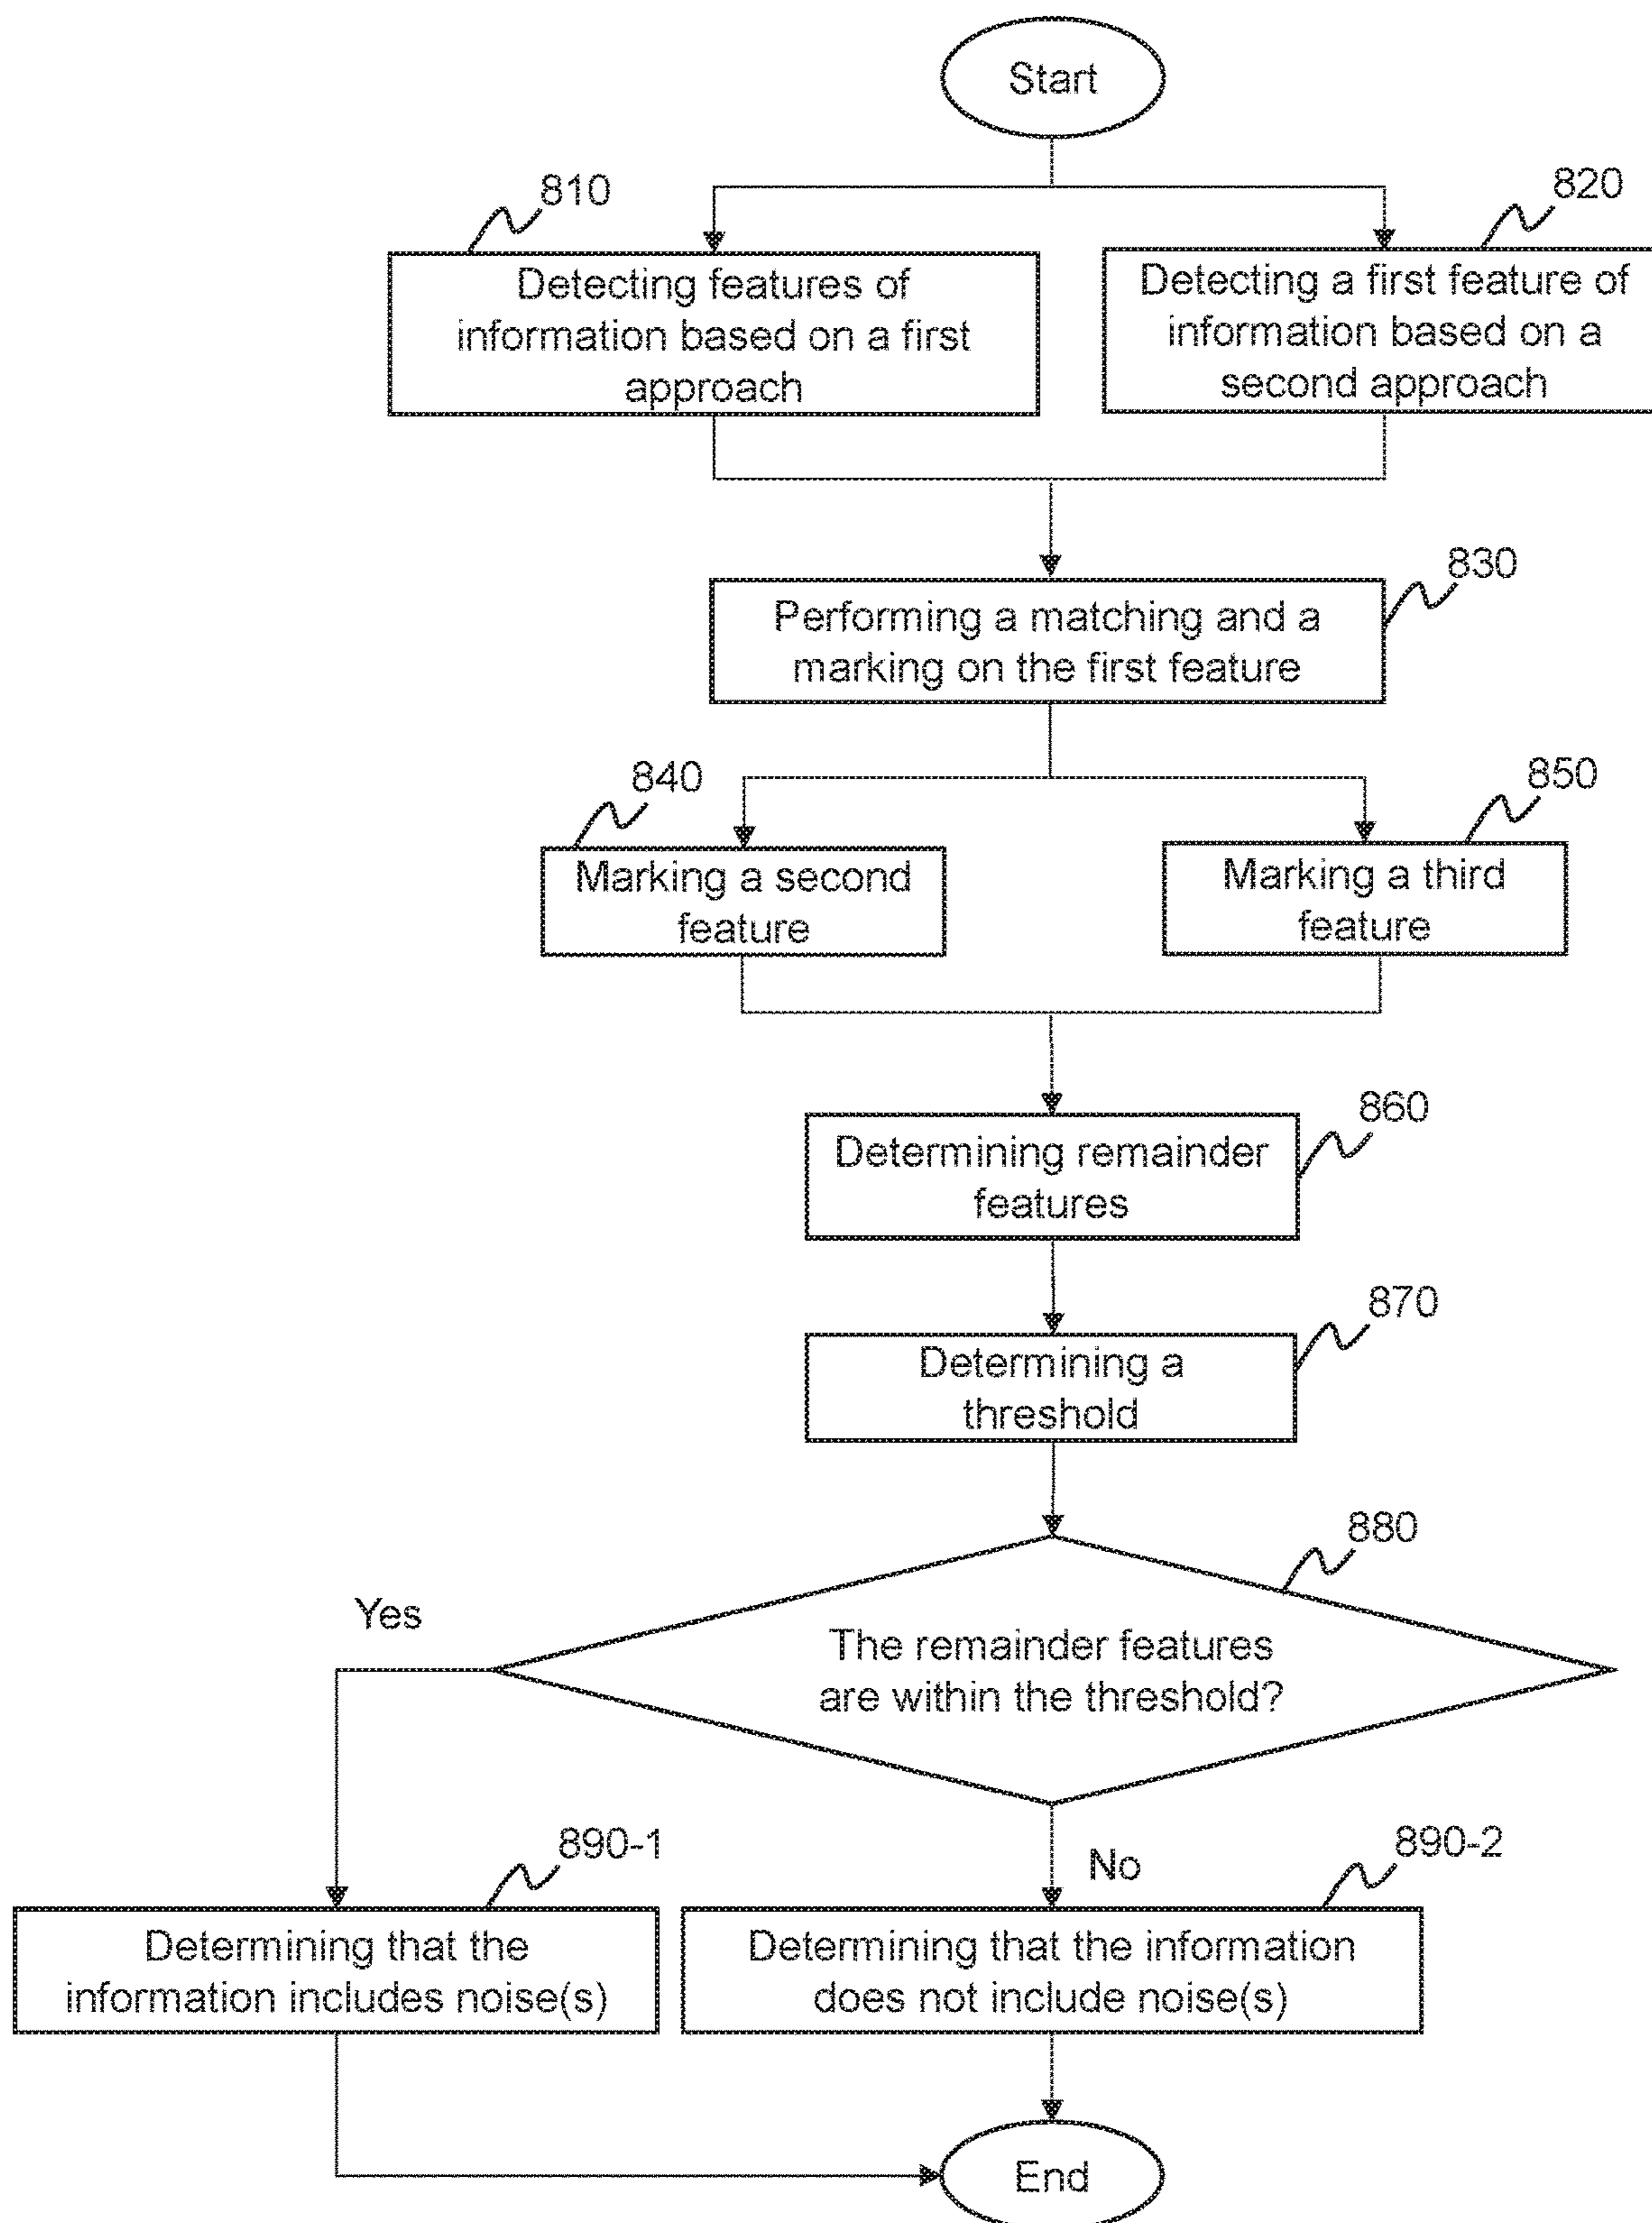 Start
810
820
Detecting features of
information based on a first
approach
Detecting a first feature of
information based on a
second approach
830
Performing a matching and a
marking on the first feature
840
850
Marking a second
feature
Marking a third
feature
860
Determining remainder
features
870
Determining a
threshold
880
Yes
The remainder features
are within the threshold?
890-1
No
890-2
Determining that the
information includes noise(s)
Determining that the information
does not include noise(s)
End